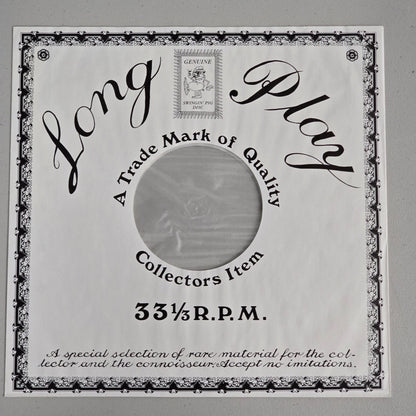 Long Play
GENUINE
SWINGIN' PIG
DISC
A Trade Mark of Quality
Collectors Item
33⅓ R.P.M.
A special selection of rare material for the col-
lector and the connoisseur. Accept no imitations.